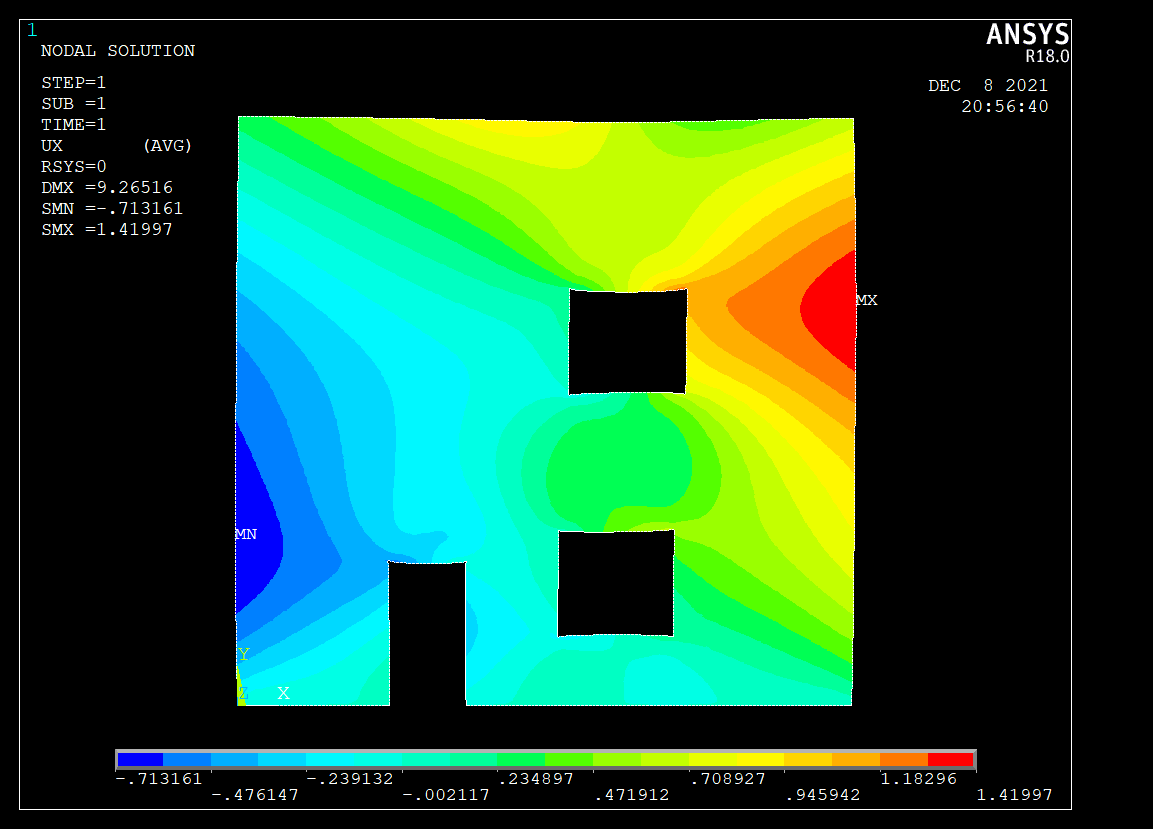 1
ANSYS
R18.0
NODAL SOLUTION
DEC 8 2021
20:56:40
STEP=1
SUB =1
TIME=1
UX (AVG)
RSYS=0
DMX =9.26516
SMN =-.713161
SMX =1.41997
MX
MN
Y
Z X
-.713161 -.239132 .234897 .708927 1.18296
-.476147 -.002117 .471912 .945942 1.41997